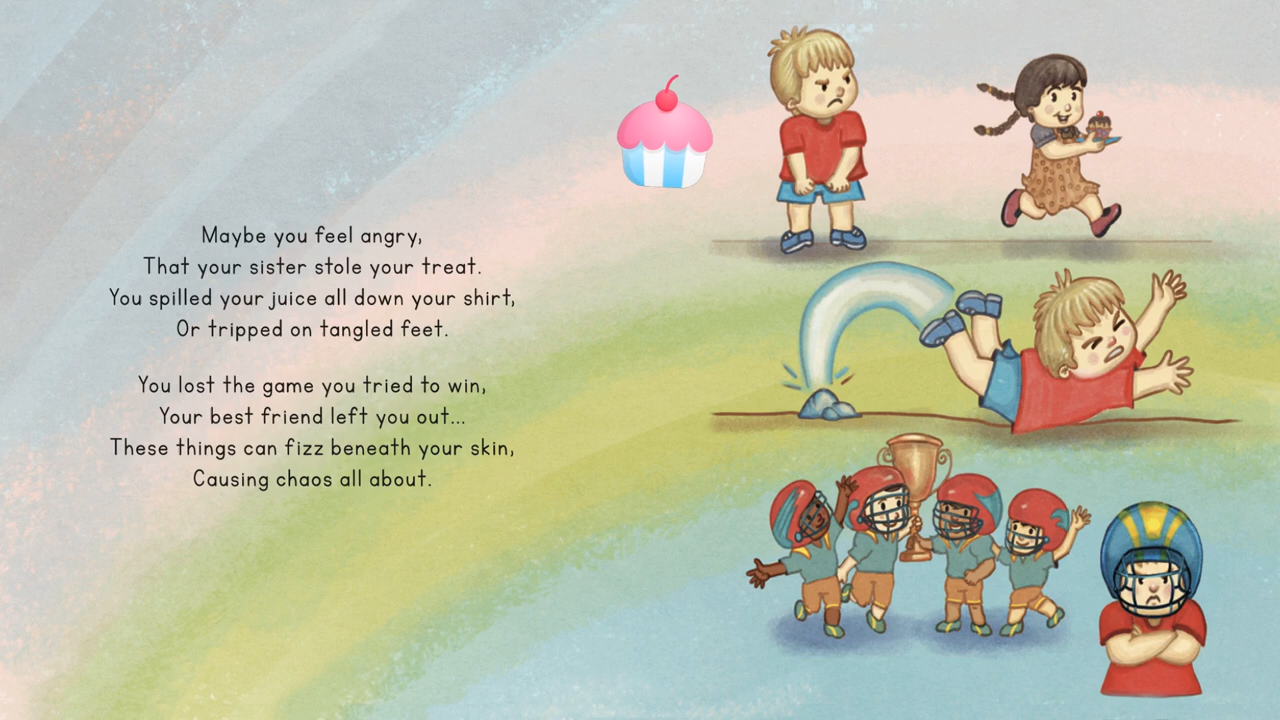 Maybe you feel angry,
That your sister stole your treat.
You spilled your juice all down your shirt,
Or tripped on tangled feet.
You lost the game you tried to win,
Your best friend left you out...
These things can fizz beneath your skin,
Causing chaos all about.